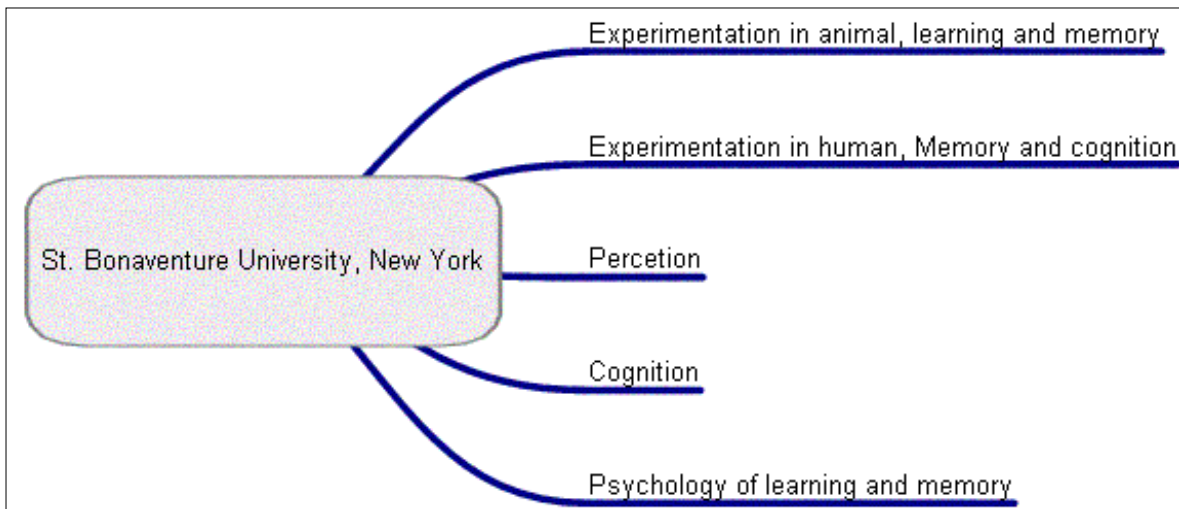 Experimentation in animal, learning and memory
Experimentation in human, Memory and cognition
St. Bonaventure University, New York
Percetion
Cognition
Psychology of learning and memory